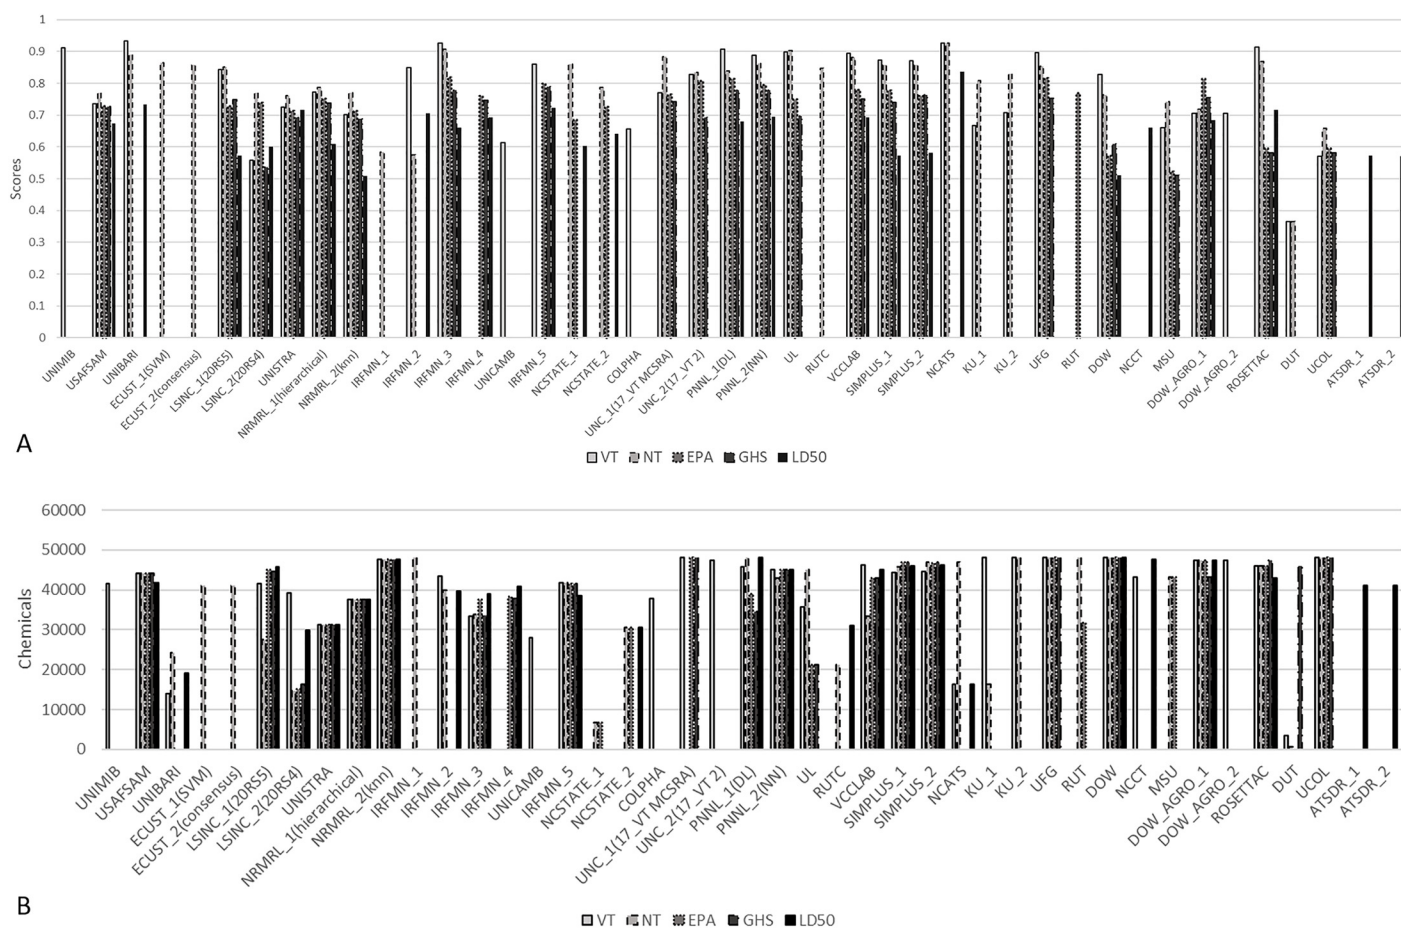 1
0.9
0.8
0.7
0.6
0.5
0.4
0.3
0.2
0.1
0
Scores
UNIMIB
USAFSAM
UNIBARI
ECUST_1(SVM)
ECUST_2(consensus)
LSINC_1(20RS5)
LSINC_2(20RS4)
UNISTRA
NRMRL_1(hierarchical)
NRMRL_2(knn)
IRFMN_1
IRFMN_2
IRFMN_3
IRFMN_4
UNICAMB
IRFMN_5
NCSTATE_1
NCSTATE_2
COLPHA
UNC_1(17_VT MCSRA)
UNC_2(17_VT 2)
PNNL_1(DL)
PNNL_2(NN)
UL
RUTC
VCCLAB
SIMPLUS_1
SIMPLUS_2
NCATS
KU_1
KU_2
UFG
RUT
DOW
NCCT
MSU
DOW_AGRO_1
DOW_AGRO_2
ROSETTAC
DUT
UCOL
ATSDR_1
ATSDR_2
A
VT NT EPA GHS LD50
60000
50000
40000
30000
20000
10000
0
Chemicals
UNIMIB
USAFSAM
UNIBARI
ECUST_1(SVM)
ECUST_2(consensus)
LSINC_1(20RS5)
LSINC_2(20RS4)
UNISTRA
NRMRL_1(hierarchical)
NRMRL_2(knn)
IRFMN_1
IRFMN_2
IRFMN_3
IRFMN_4
UNICAMB
IRFMN_5
NCSTATE_1
NCSTATE_2
COLPHA
UNC_1(17_VT MCSRA)
UNC_2(17_VT 2)
PNNL_1(DL)
PNNL_2(NN)
UL
RUTC
VCCLAB
SIMPLUS_1
SIMPLUS_2
NCATS
KU_1
KU_2
UFG
RUT
DOW
NCCT
MSU
DOW_AGRO_1
DOW_AGRO_2
ROSETTAC
DUT
UCOL
ATSDR_1
ATSDR_2
B
VT NT EPA GHS LD50